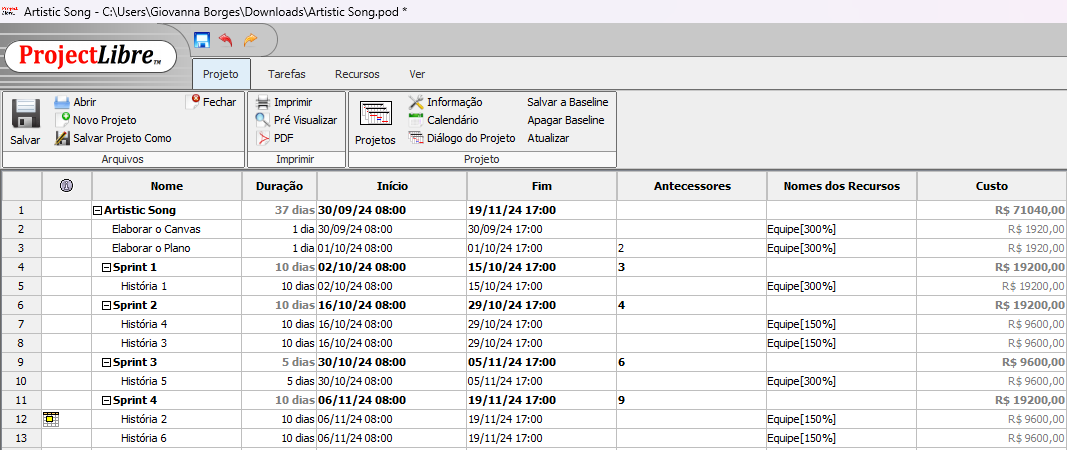 Artistic Song - C:\Users\Giovanna Borges\Downloads\Artistic Song.pod *
ProjectLibre™
Projeto Tarefas Recursos Ver
Salvar
Abrir
Novo Projeto
Salvar Projeto Como
Fechar
Arquivos
Imprimir
Pré Visualizar
PDF
Imprimir
Projetos
Informação
Calendário
Diálogo do Projeto
Salvar a Baseline
Apagar Baseline
Atualizar
Projeto
Nome Duração Início Fim Antecessores Nomes dos Recursos Custo
1 Artistic Song 37 dias 30/09/24 08:00 19/11/24 17:00 R$ 71040,00
2 Elaborar o Canvas 1 dia 30/09/24 08:00 30/09/24 17:00 Equipe[300%] R$ 1920,00
3 Elaborar o Plano 1 dia 01/10/24 08:00 01/10/24 17:00 2 Equipe[300%] R$ 1920,00
4 Sprint 1 10 dias 02/10/24 08:00 15/10/24 17:00 3 R$ 19200,00
5 História 1 10 dias 02/10/24 08:00 15/10/24 17:00 Equipe[300%] R$ 19200,00
6 Sprint 2 10 dias 16/10/24 08:00 29/10/24 17:00 4 R$ 19200,00
7 História 4 10 dias 16/10/24 08:00 29/10/24 17:00 Equipe[150%] R$ 9600,00
8 História 3 10 dias 16/10/24 08:00 29/10/24 17:00 Equipe[150%] R$ 9600,00
9 Sprint 3 5 dias 30/10/24 08:00 05/11/24 17:00 6 R$ 9600,00
10 História 5 5 dias 30/10/24 08:00 05/11/24 17:00 Equipe[300%] R$ 9600,00
11 Sprint 4 10 dias 06/11/24 08:00 19/11/24 17:00 9 R$ 19200,00
12 História 2 10 dias 06/11/24 08:00 19/11/24 17:00 Equipe[150%] R$ 9600,00
13 História 6 10 dias 06/11/24 08:00 19/11/24 17:00 Equipe[150%] R$ 9600,00